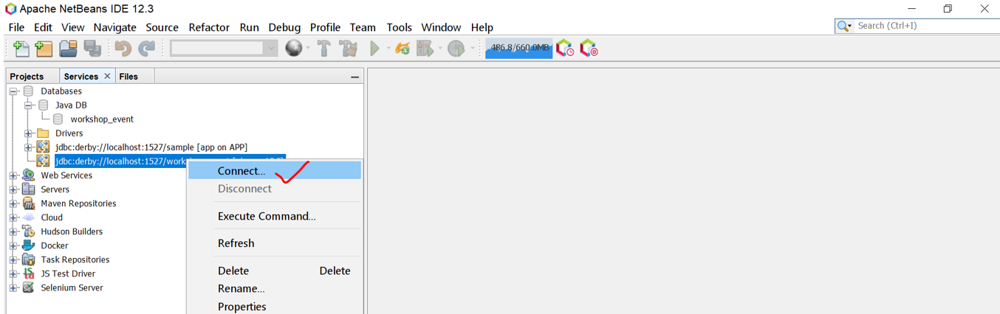 Apache NetBeans IDE 12.3
File Edit View Navigate Source Refactor Run Debug Profile Team Tools Window Help
Search (Ctrl+I)
486.8/660.0MB
Projects Services Files
Databases
Java DB
workshop_event
Drivers
jdbc:derby://localhost:1527/sample [app on APP]
jdbc:derby://localhost:1527/work
Connect...
Web Services
Disconnect
Servers
Maven Repositories
Execute Command...
Cloud
Hudson Builders
Refresh
Docker
Task Repositories
Delete Delete
JS Test Driver
Rename...
Selenium Server
Properties